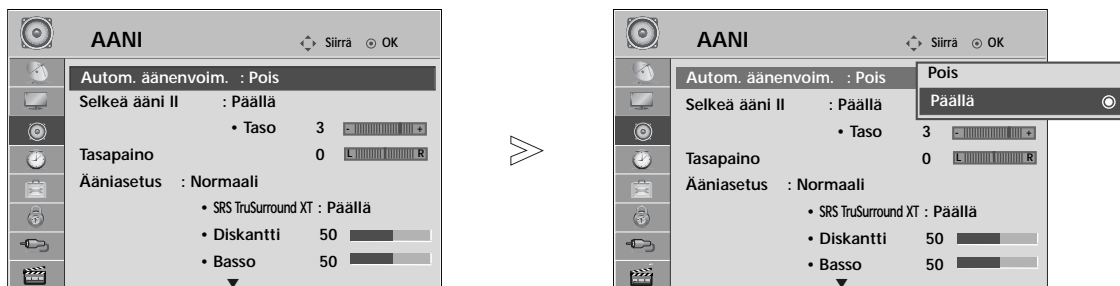 AANI Siirrä OK
Autom. äänenvoim. : Pois
Selkeä ääni II : Päällä
• Taso 3 - +
Tasapaino 0 L R
Ääniasetus : Normaali
• SRS TruSurround XT : Päällä
• Diskantti 50
• Basso 50
AANI Siirrä OK
Autom. äänenvoim. : Pois
Pois
Päällä
Selkeä ääni II : Päällä
• Taso 3 - +
Tasapaino 0 L R
Ääniasetus : Normaali
• SRS TruSurround XT : Päällä
• Diskantti 50
• Basso 50